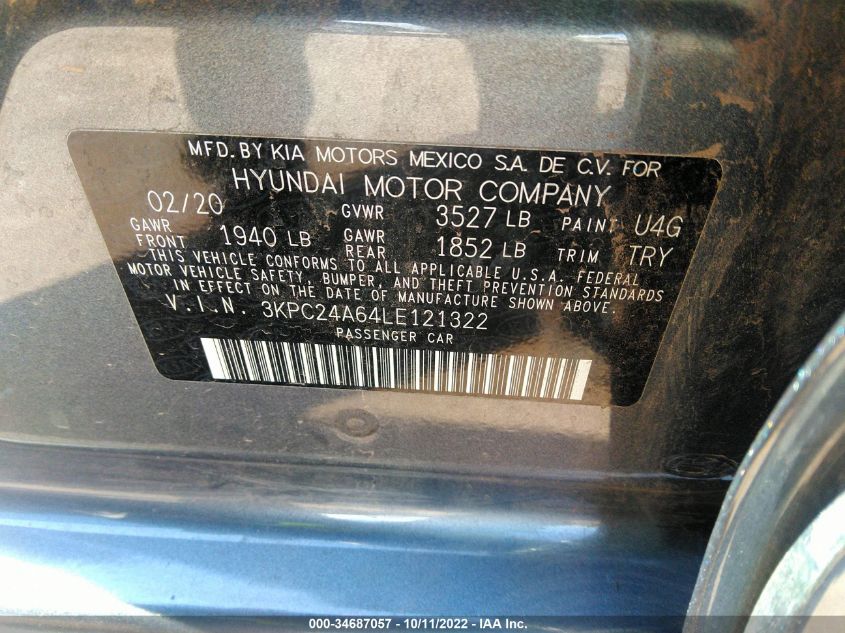 MFD. BY KIA MOTORS MEXICO S.A. DE C.V. FOR
HYUNDAI MOTOR COMPANY
02/20 GVWR 3527 LB PAINT U4G
GAWR FRONT 1940 LB GAWR REAR 1852 LB TRIM TRY
THIS VEHICLE CONFORMS TO ALL APPLICABLE U.S.A. FEDERAL
MOTOR VEHICLE SAFETY, BUMPER, AND THEFT PREVENTION STANDARDS
IN EFFECT ON THE DATE OF MANUFACTURE SHOWN ABOVE.
V.I.N. 3KPC24A64LE121322
PASSENGER CAR
000-34687057 - 10/11/2022 - IAA Inc.